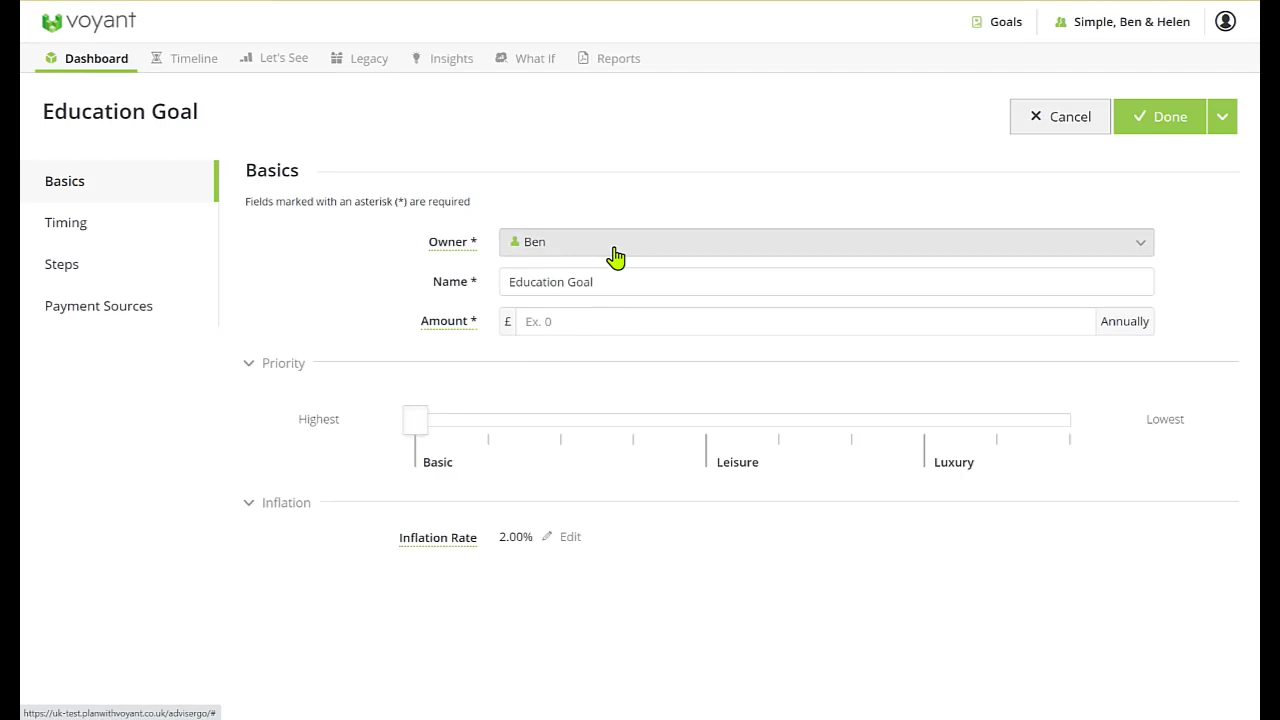 voyant
Goals
Simple, Ben & Helen
Dashboard
Timeline
Let's See
Legacy
Insights
What If
Reports
Education Goal
Cancel
Done
Basics
Timing
Steps
Payment Sources
Basics
Fields marked with an asterisk (*) are required
Owner * Ben
Name * Education Goal
Amount * £ Ex. 0 Annually
Priority
Highest Lowest
Basic Leisure Luxury
Inflation
Inflation Rate 2.00% Edit
https://uk-test.planwithvoyant.co.uk/advisergo/#